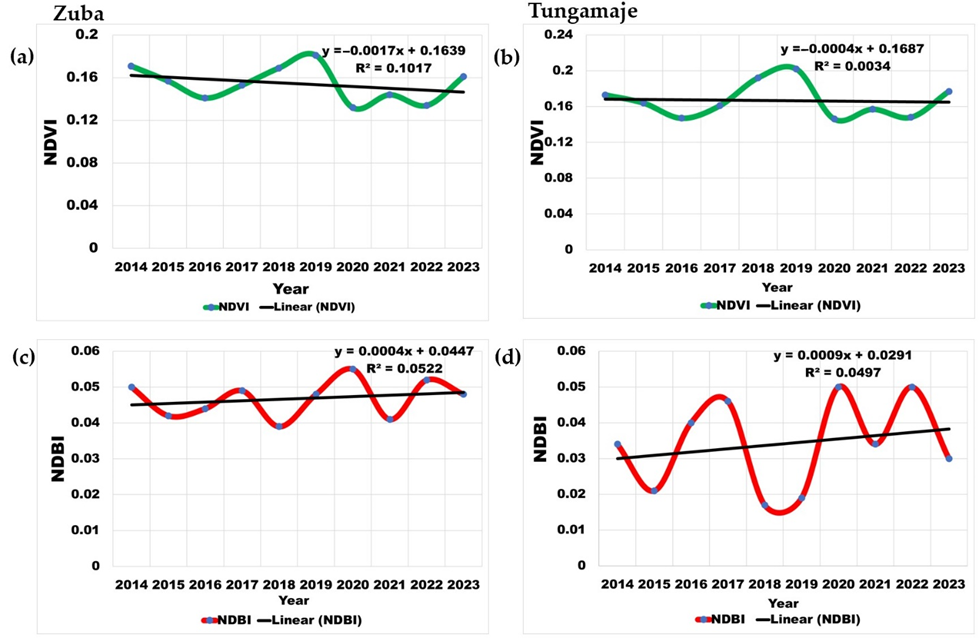 Zuba
Tungamaje
(a)
0.2
0.16
0.12
0.08
0.04
0
NDVI
y =–0.0017x + 0.1639
R² = 0.1017
2014 2015 2016 2017 2018 2019 2020 2021 2022 2023
Year
NDVI Linear (NDVI)
(b)
0.24
0.2
0.16
0.12
0.08
0.04
0
NDVI
y =–0.0004x + 0.1687
R² = 0.0034
2014 2015 2016 2017 2018 2019 2020 2021 2022 2023
Year
NDVI Linear (NDVI)
(c)
0.06
0.05
0.04
0.03
0.02
0.01
0
NDBI
y = 0.0004x + 0.0447
R² = 0.0522
2014 2015 2016 2017 2018 2019 2020 2021 2022 2023
Year
NDBI Linear (NDBI)
(d)
0.06
0.05
0.04
0.03
0.02
0.01
0
NDBI
y = 0.0009x + 0.0291
R² = 0.0497
2014 2015 2016 2017 2018 2019 2020 2021 2022 2023
Year
NDBI Linear (NDBI)